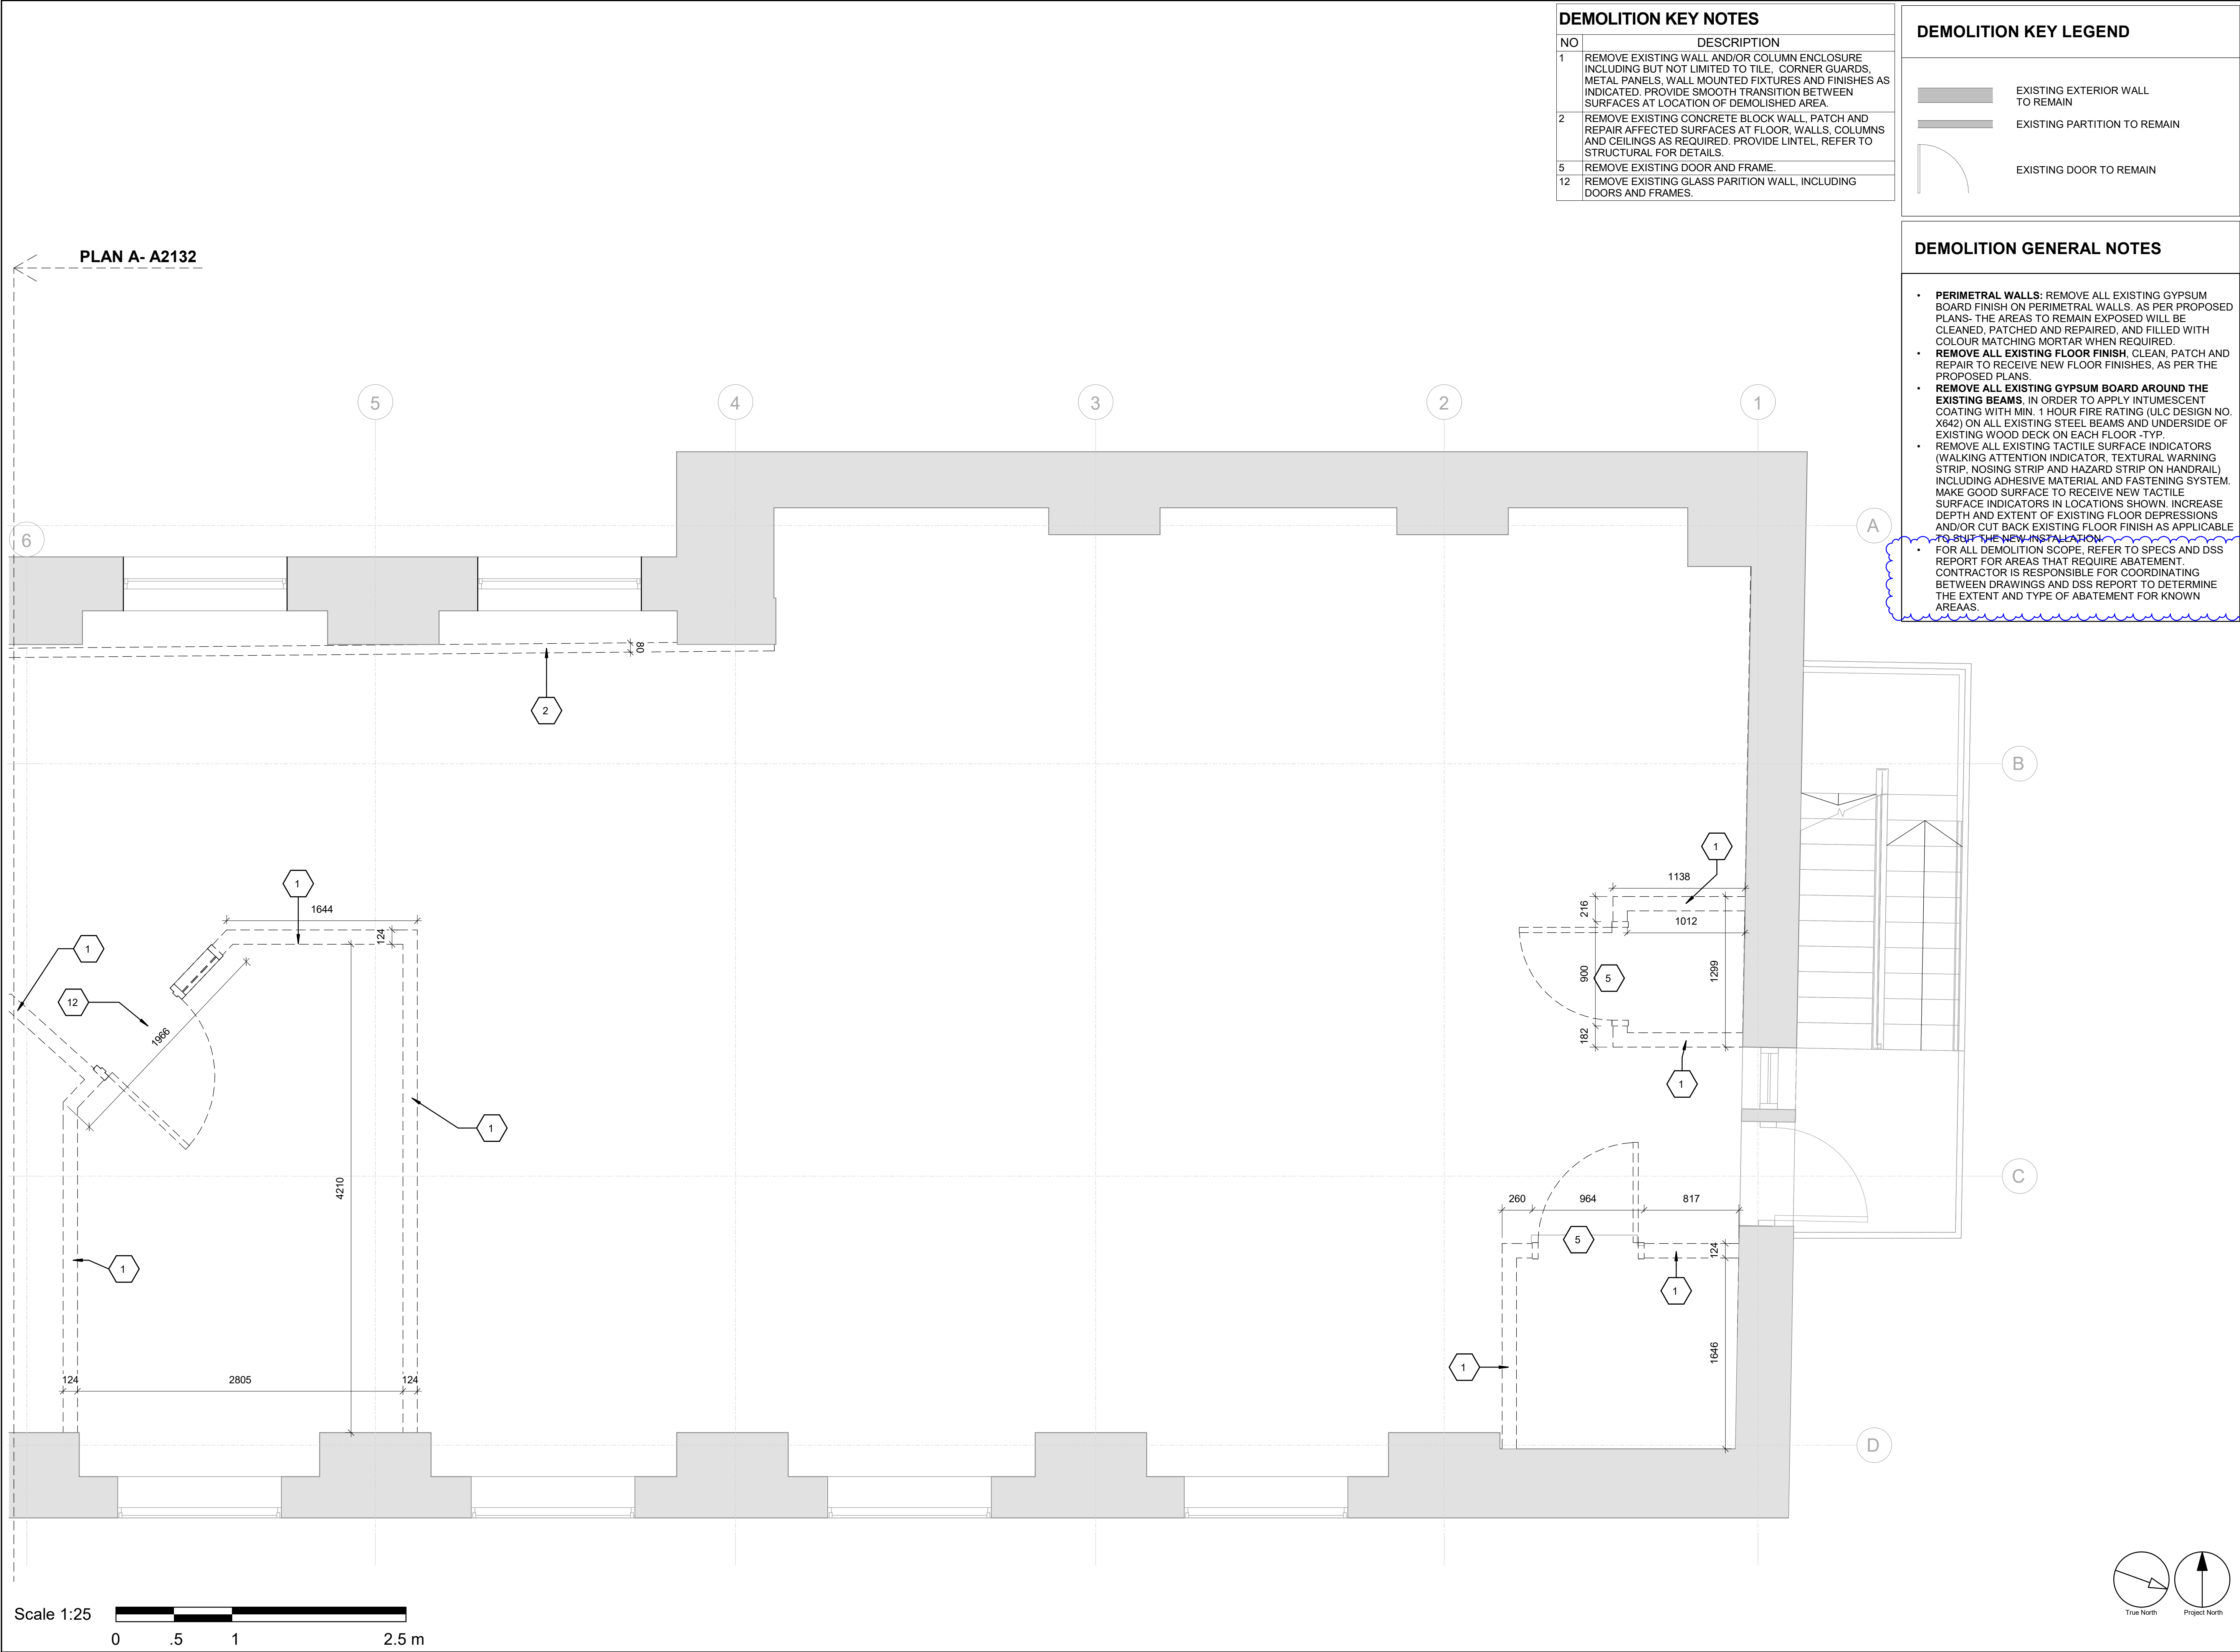 DEMOLITION KEY NOTES
NO DESCRIPTION
1 REMOVE EXISTING WALL AND/OR COLUMN ENCLOSURE
INCLUDING BUT NOT LIMITED TO TILE, CORNER GUARDS,
METAL PANELS, WALL MOUNTED FIXTURES AND FINISHES AS
INDICATED. PROVIDE SMOOTH TRANSITION BETWEEN
SURFACES AT LOCATION OF DEMOLISHED AREA.
2 REMOVE EXISTING CONCRETE BLOCK WALL, PATCH AND
REPAIR AFFECTED SURFACES AT FLOOR, WALLS, COLUMNS
AND CEILINGS AS REQUIRED. PROVIDE LINTEL, REFER TO
STRUCTURAL FOR DETAILS.
5 REMOVE EXISTING DOOR AND FRAME.
12 REMOVE EXISTING GLASS PARITION WALL, INCLUDING
DOORS AND FRAMES.
DEMOLITION KEY LEGEND
EXISTING EXTERIOR WALL
TO REMAIN
EXISTING PARTITION TO REMAIN
EXISTING DOOR TO REMAIN
DEMOLITION GENERAL NOTES
• PERIMETRAL WALLS: REMOVE ALL EXISTING GYPSUM
BOARD FINISH ON PERIMETRAL WALLS. AS PER PROPOSED
PLANS- THE AREAS TO REMAIN EXPOSED WILL BE
CLEANED, PATCHED AND REPAIRED, AND FILLED WITH
COLOUR MATCHING MORTAR WHEN REQUIRED.
• REMOVE ALL EXISTING FLOOR FINISH, CLEAN, PATCH AND
REPAIR TO RECEIVE NEW FLOOR FINISHES, AS PER THE
PROPOSED PLANS.
• REMOVE ALL EXISTING GYPSUM BOARD AROUND THE
EXISTING BEAMS, IN ORDER TO APPLY INTUMESCENT
COATING WITH MIN. 1 HOUR FIRE RATING (ULC DESIGN NO.
X642) ON ALL EXISTING STEEL BEAMS AND UNDERSIDE OF
EXISTING WOOD DECK ON EACH FLOOR -TYP.
• REMOVE ALL EXISTING TACTILE SURFACE INDICATORS
(WALKING ATTENTION INDICATOR, TEXTURAL WARNING
STRIP, NOSING STRIP AND HAZARD STRIP ON HANDRAIL)
INCLUDING ADHESIVE MATERIAL AND FASTENING SYSTEM.
MAKE GOOD SURFACE TO RECEIVE NEW TACTILE
SURFACE INDICATORS IN LOCATIONS SHOWN. INCREASE
DEPTH AND EXTENT OF EXISTING FLOOR DEPRESSIONS
AND/OR CUT BACK EXISTING FLOOR FINISH AS APPLICABLE
TO SUIT THE NEW INSTALLATION.
• FOR ALL DEMOLITION SCOPE, REFER TO SPECS AND DSS
REPORT FOR AREAS THAT REQUIRE ABATEMENT.
CONTRACTOR IS RESPONSIBLE FOR COORDINATING
BETWEEN DRAWINGS AND DSS REPORT TO DETERMINE
THE EXTENT AND TYPE OF ABATEMENT FOR KNOWN
AREAAS.
PLAN A- A2132
5
4
3
2
1
A
6
80
2
B
1
1138
1
1644
216
1012
124
1
5
900
1299
12
1966
182
1
1
C
4210
260
964
817
5
124
1
1
1646
1
124
2805
124
D
Scale 1:25
0
.5
1
2.5 m
True North
Project North